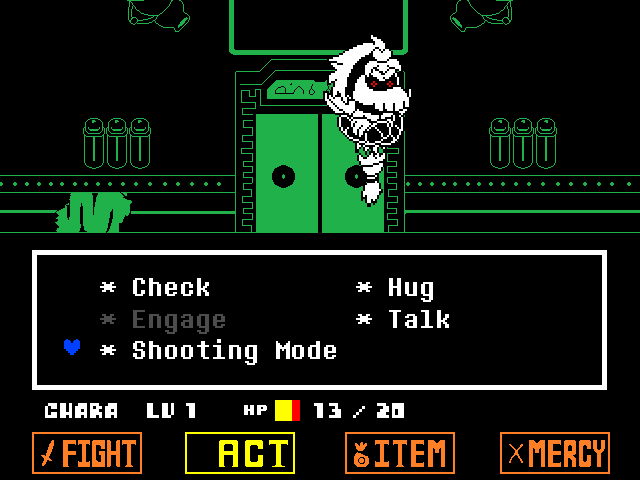 * Check * Hug
* Engage * Talk
* Shooting Mode
CHARA LV 1 HP 13 / 20
FIGHT ACT ITEM MERCY